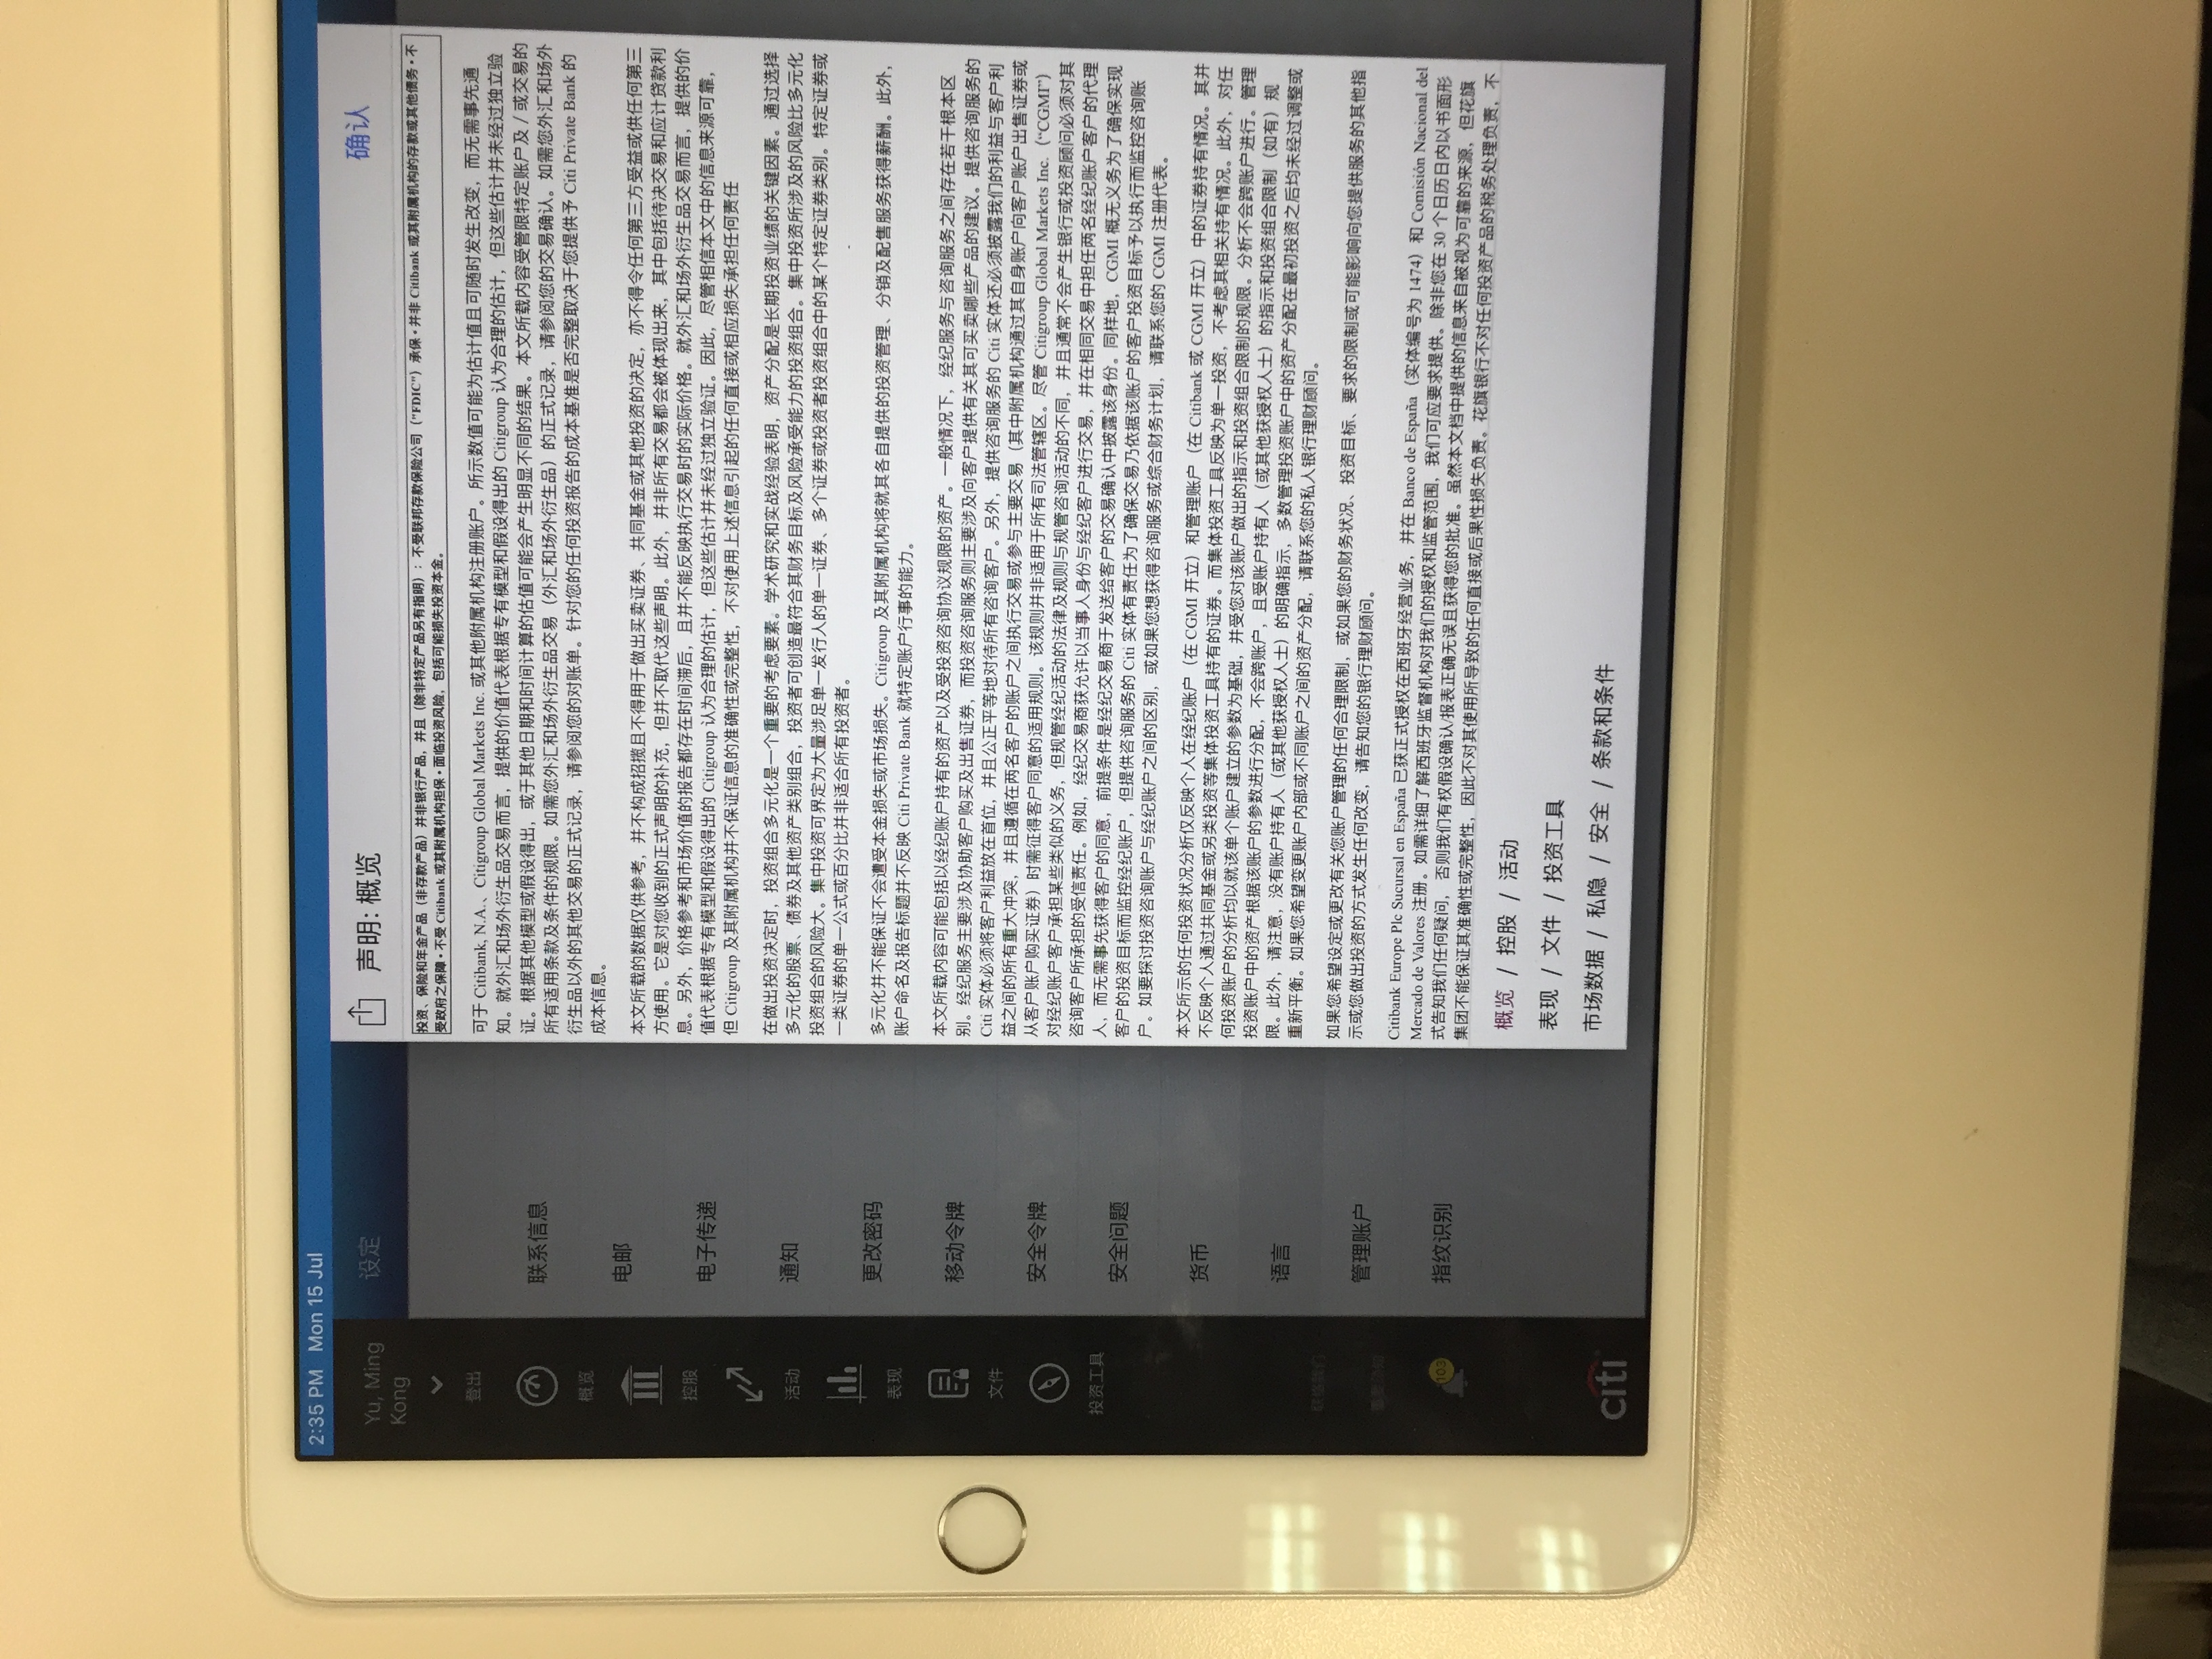 2:35 PM Mon 15 Jul
Yu, Ming
Kong
登出
概览
控股
活动
表现
文件
投资工具
103
citi
设定
联系信息
电邮
电子传递
通知
更改密码
移动令牌
安全令牌
安全问题
货币
语言
管理账户
指纹识别
声明: 概览
确认
投资、保险和年金产品（非存款产品）并非银行产品，并且（除非特定产品另有指明）：不受联邦存款保险公司（"FDIC"）承保 • 并非 Citibank 或其附属机构的存款或其他债务 • 不
受政府之保障 • 不受 Citibank 或其附属机构担保 • 面临投资风险，包括可能损失投资本金。
可于 Citibank, N.A.、Citigroup Global Markets Inc. 或其他附属机构注册账户。所示数值可能为估计值且可随时发生改变，而无需事先通
知。就外汇和场外衍生品交易而言，提供的价值代表根据专有模型和假设得出的 Citigroup 认为合理的估计，但这些估计并未经过独立验
证。根据其他模型或假设得出，或于其他日期和时间计算的估值可能会产生明显不同的结果。本文所载内容受管限特定账户及 / 或交易的
所有适用条款及条件的规限。如需您外汇和场外衍生品交易（外汇和场外衍生品）的正式记录，请参阅您的交易确认。如需您外汇和场外
衍生品以外的其他交易的正式记录，请参阅您的对账单。针对您的任何投资报告的成本基准是否完整取决于您提供予 Citi Private Bank 的
成本信息。
本文所载的数据仅供参考，并不构成招揽且不得用于做出买卖证券、共同基金或其他投资的决定，亦不得令任何第三方受益或供任何第三
方使用。它是对您收到的正式声明的补充，但并不取代这些声明。此外，并非所有交易都会被体现出来，其中包括待决交易和应计贷款利
息。另外，价格参考和市场价值的报告都存在时间滞后，且并不能反映执行交易时的实际价格。就外汇和场外衍生品交易而言，提供的价
值代表根据专有模型和假设得出的 Citigroup 认为合理的估计，但这些估计并未经过独立验证。因此，尽管相信本文中的信息来源可靠，
但 Citigroup 及其附属机构并不保证信息的准确性或完整性，不对使用上述信息引起的任何直接或相应损失承担任何责任
在做出投资决定时，投资组合多元化是一个重要的考虑要素。学术研究和实战经验表明，资产分配是长期投资业绩的关键因素。通过选择
多元化的股票、债券及其他资产类别组合，投资者可创造最符合其财务目标及风险承受能力的投资组合。集中投资所涉及的风险比多元化
投资组合的风险大。集中投资可界定为大量涉足单一发行人的单一证券、多个证券或投资者投资组合中的某个特定证券类别。特定证券或
一类证券的单一公式或百分比并非适合所有投资者。
多元化并不能保证不会遭受本金损失或市场损失。Citigroup 及其附属机构将就其各自提供的投资管理、分销及配售服务获得薪酬。此外，
账户命名及报告标题并不反映 Citi Private Bank 就特定账户行事的能力。
本文所载内容可能包括以经纪账户持有的资产以及受投资咨询协议规限的资产。一般情况下，经纪服务与咨询服务之间存在若干根本区
别。经纪服务主要涉及协助客户购买及出售证券，而投资咨询服务则主要涉及向客户提供有关其可买卖哪些产品的建议。提供咨询服务的
Citi 实体必须将客户利益放在首位，并且公正平等地对待所有咨询客户。另外，提供咨询服务的 Citi 实体还必须披露我们的利益与客户利
益之间的所有重大冲突，并且遵循在两名客户的账户之间执行交易或参与主要交易（其中附属机构通过其自身账户向客户账户出售证券或
从客户账户购买证券）时需征得客户同意的适用规则。该规则并非适用于所有司法管辖区。尽管 Citigroup Global Markets Inc.（“CGMI”）
对经纪账户客户承担某些类似的义务，但规管经纪活动的法律及规则与规管咨询活动的不同，并且通常不会产生银行或投资顾问必须对其
咨询客户所承担的受信责任。例如，经纪交易商获允许以当事人身份与经纪客户进行交易，并在相同交易中担任两名经纪账户客户的代理
人，而无需事先获得客户的同意，前提条件是经纪交易商于发送给客户的交易确认中披露该身份。同样地，CGMI 概无义务为了确保实现
客户的投资目标而监控经纪账户，但提供咨询服务的 Citi 实体有责任为了确保交易乃依据该账户的客户投资目标予以执行而监控咨询账
户。如要探讨投资咨询账户与经纪账户之间的区别，或如果您想获得咨询服务或综合财务计划，请联系您的 CGMI 注册代表。
本文所示的任何投资状况分析仅反映个人在经纪账户（在 CGMI 开立）和管理账户（在 Citibank 或 CGMI 开立）中的证券持有情况。其并
不反映个人通过共同基金或另类投资等集体投资工具持有的证券。而集体投资工具反映为单一投资，不考虑其相关持有情况。此外，对任
何投资账户的分析均以就该单个账户建立的参数为基础，并受您对该账户做出的指示和投资组合限制的规限。分析不会跨账户进行。管理
投资账户中的资产根据该账户的参数进行分配，不会跨账户，且受账户持有人（或其他获授权人士）的指示和投资组合限制（如有）规
限。此外，请注意，没有账户持有人（或其他获授权人士）的明确指示，多数管理投资账户中的资产分配在最初投资之后均未经过调整或
重新平衡。如果您希望变更账户内部或不同账户之间的资产分配，请联系您的私人银行理财顾问。
如果您希望设定或更改有关您账户管理的任何合理限制，或如果您的财务状况、投资目标、要求的限制或可能影响向您提供服务的其他指
示或您做出投资的方式发生任何改变，请告知您的银行理财顾问。
Citibank Europe Plc Sucursal en España 已获正式授权在西班牙经营业务，并在 Banco de España（实体编号为 1474）和 Comisión Nacional del
Mercado de Valores 注册。如需详细了解西班牙监督机构对我们的授权和监管范围，我们可应要求提供。除非您在 30 个日历日内以书面形
式告知我们任何疑问， 否则我们有权假设确认/报表正确无误且获得您的批准。虽然本文档中提供的信息来自被视为可靠的来源，但花旗
集团不能保证其准确性或完整性，因此不对其使用所导致的任何直接或后果性损失负责。花旗银行不对任何投资产品的税务处理负责，不
概览 / 控股 / 活动
表现 / 文件 / 投资工具
市场数据 / 私隐 / 安全 / 条款和条件